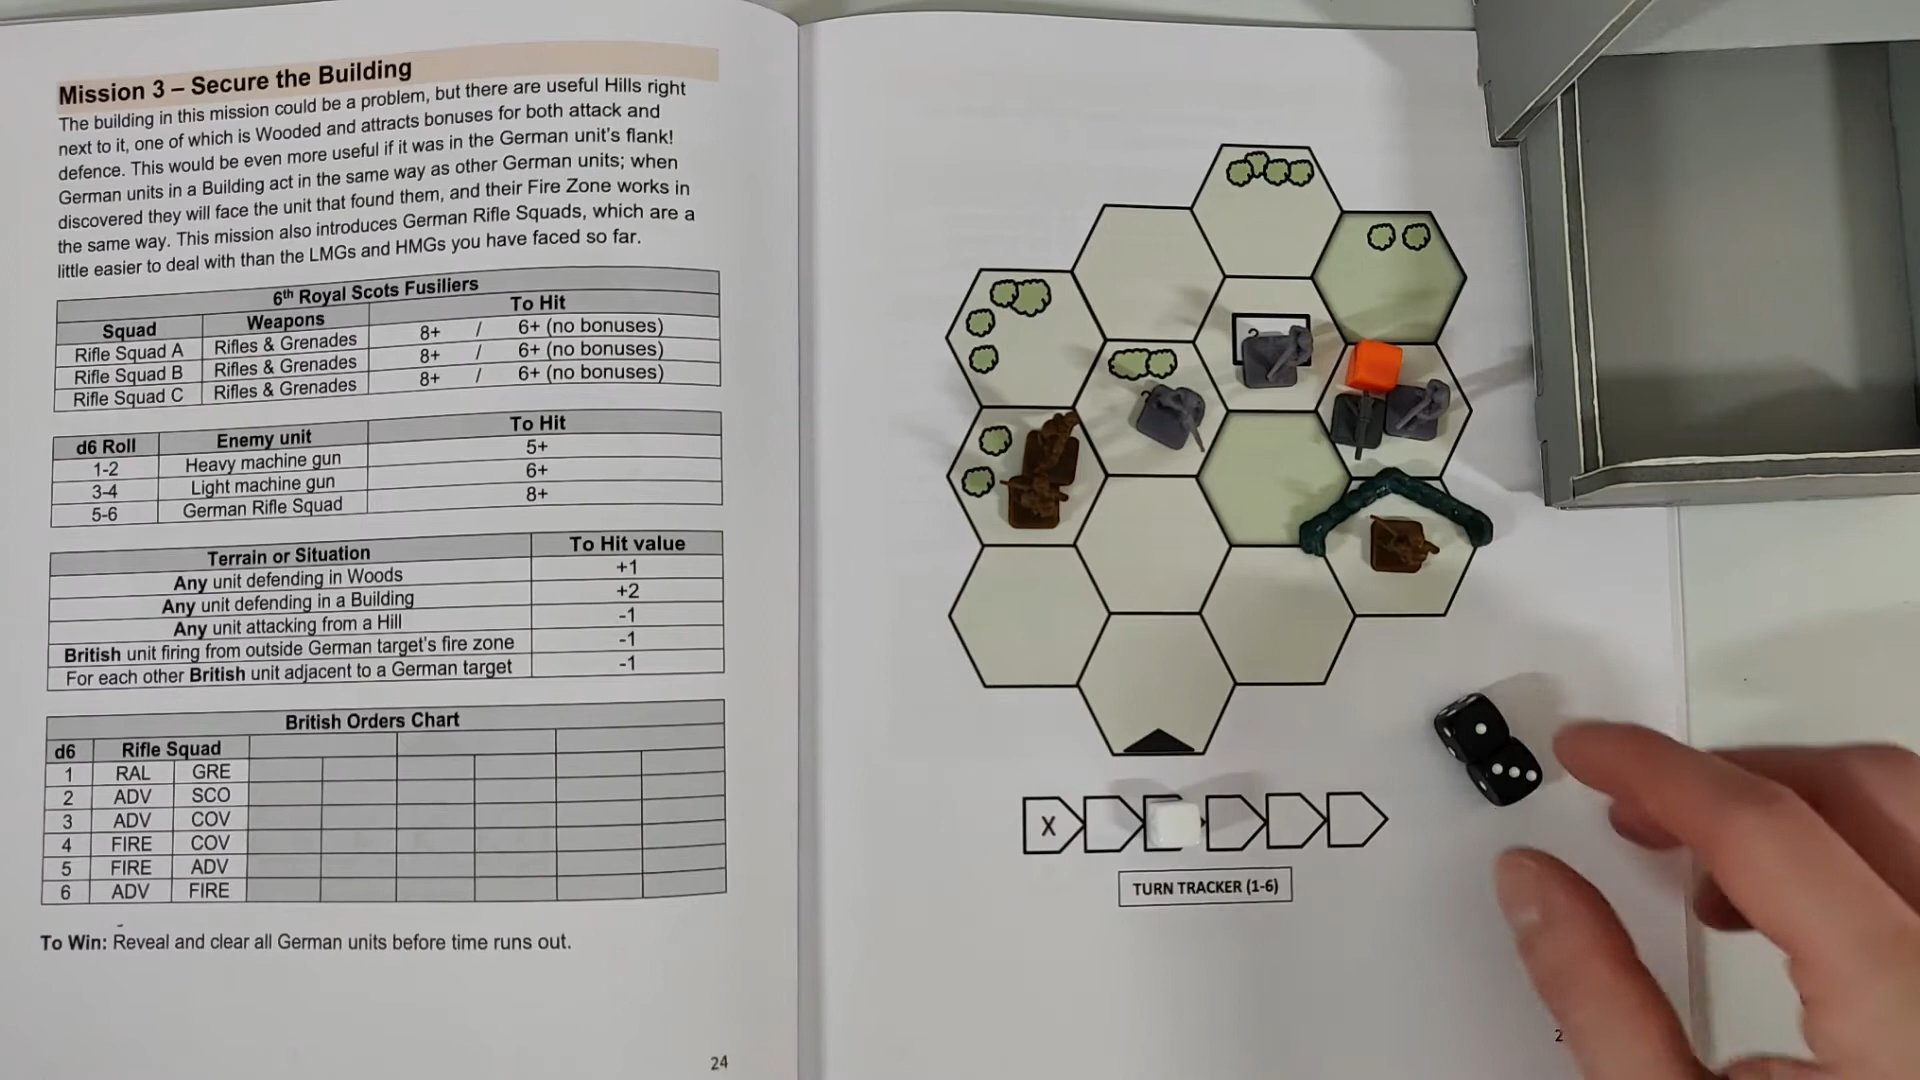 Mission 3 – Secure the Building
The building in this mission could be a problem, but there are useful Hills right
next to it, one of which is Wooded and attracts bonuses for both attack and
defence. This would be even more useful if it was in the German unit's flank!
German units in a Building act in the same way as other German units; when
discovered they will face the unit that found them, and their Fire Zone works in
the same way. This mission also introduces German Rifle Squads, which are a
little easier to deal with than the LMGs and HMGs you have faced so far.
6th Royal Scots Fusiliers
Squad Weapons To Hit
Rifle Squad A Rifles & Grenades 8+ / 6+ (no bonuses)
Rifle Squad B Rifles & Grenades 8+ / 6+ (no bonuses)
Rifle Squad C Rifles & Grenades 8+ / 6+ (no bonuses)
d6 Roll Enemy unit To Hit
1-2 Heavy machine gun 5+
3-4 Light machine gun 6+
5-6 German Rifle Squad 8+
Terrain or Situation To Hit value
Any unit defending in Woods +1
Any unit defending in a Building +2
Any unit attacking from a Hill -1
British unit firing from outside German target's fire zone -1
For each other British unit adjacent to a German target -1
British Orders Chart
d6 Rifle Squad
1 RAL GRE
2 ADV SCO
3 ADV COV
4 FIRE COV
5 FIRE ADV
6 ADV FIRE
To Win: Reveal and clear all German units before time runs out.
24
?
X
TURN TRACKER (1-6)
2